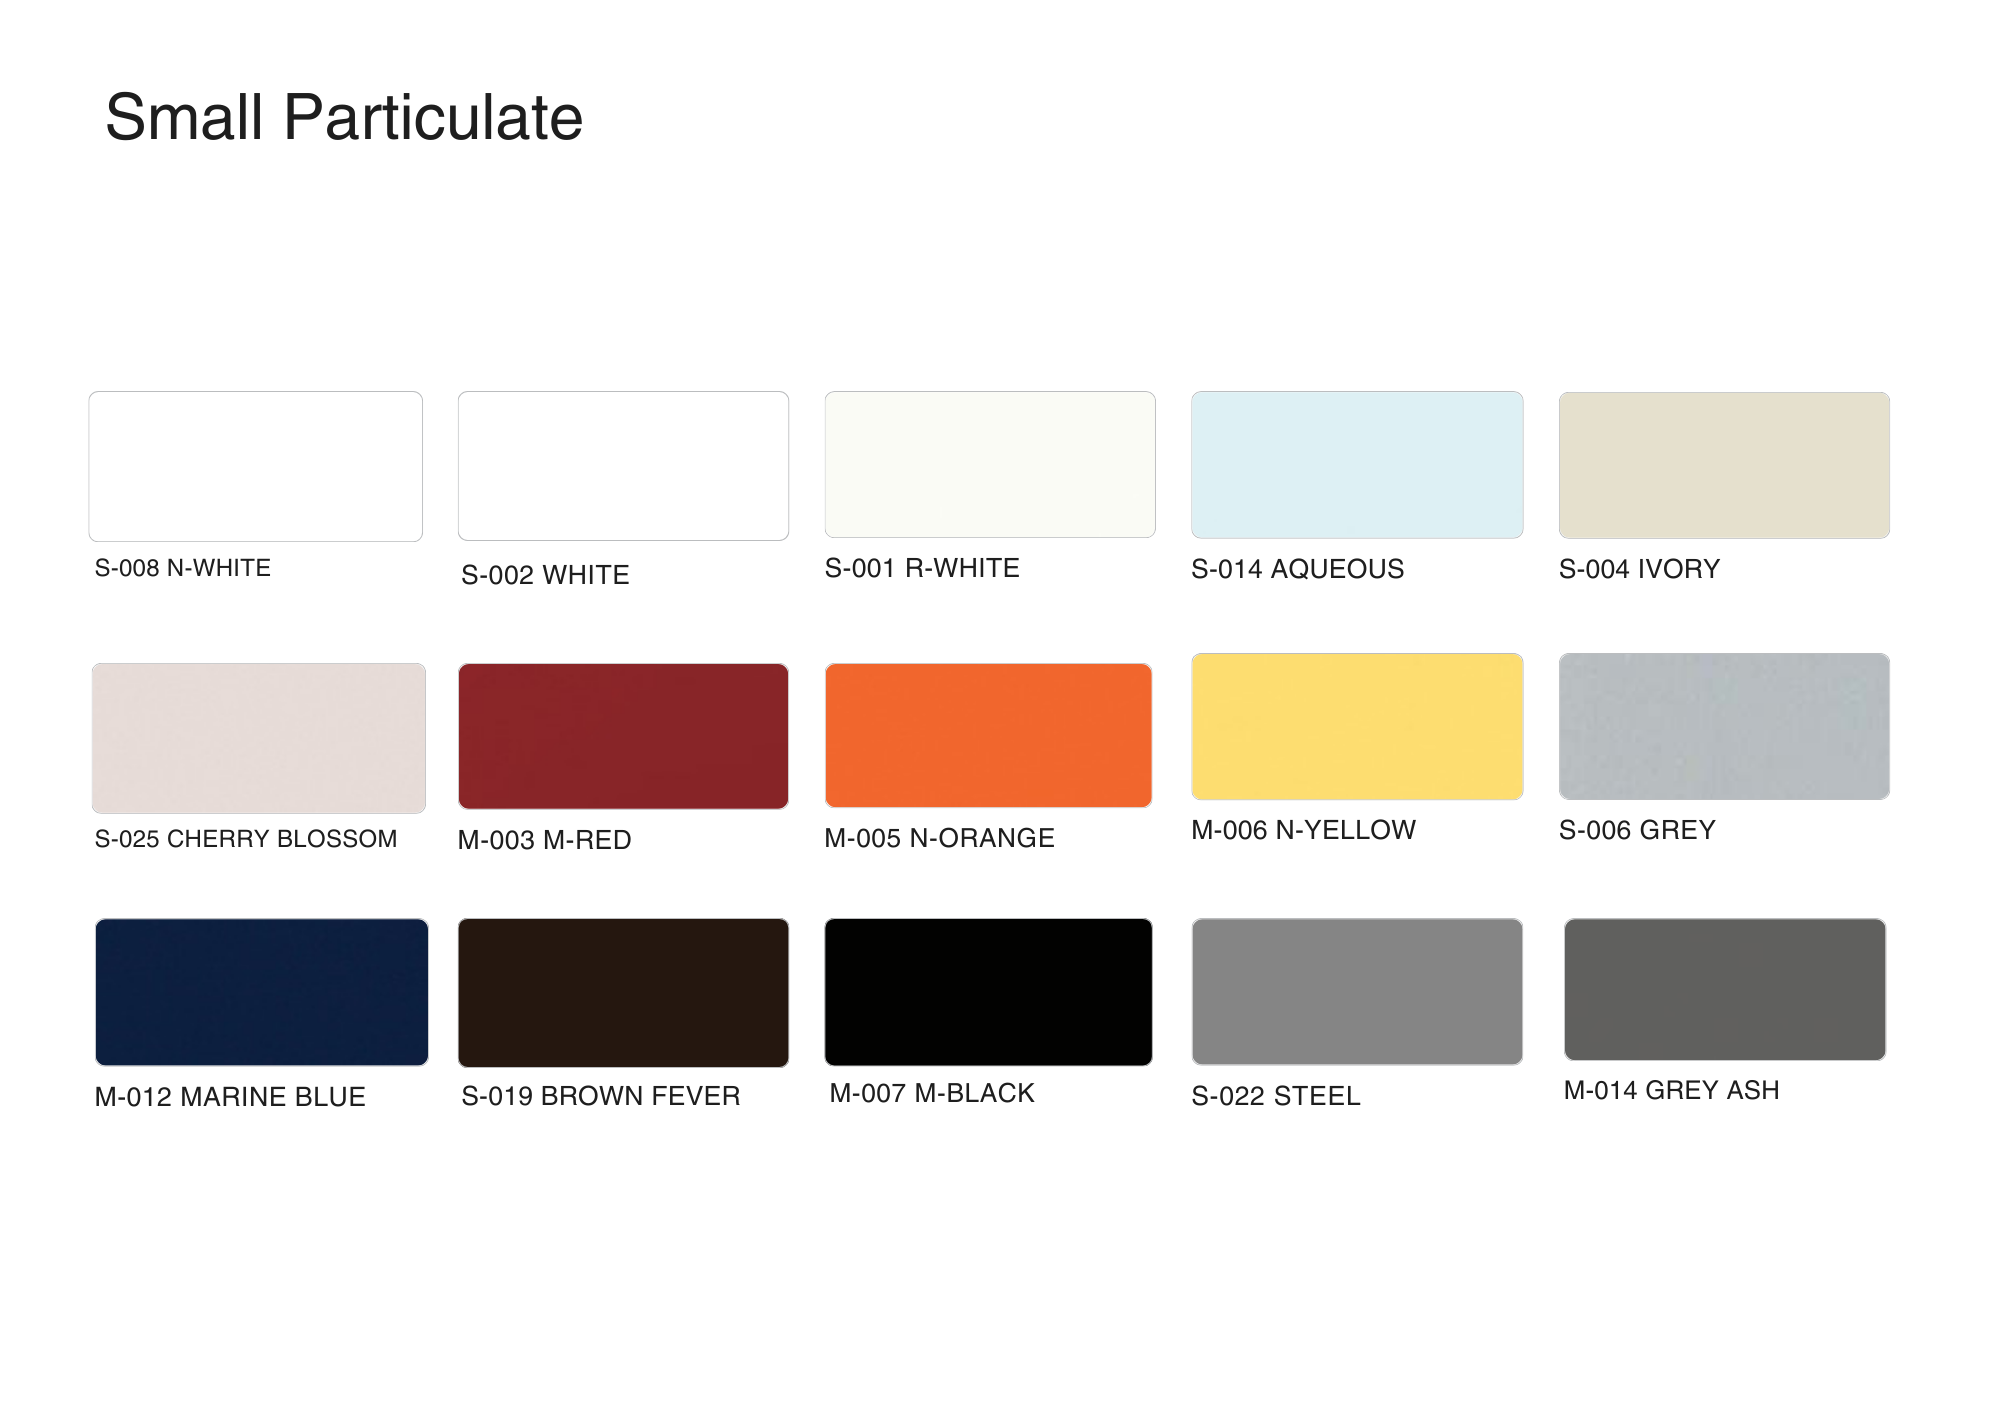 Small Particulate
S-008 N-WHITE
S-002 WHITE
S-001 R-WHITE
S-014 AQUEOUS
S-004 IVORY
S-025 CHERRY BLOSSOM
M-003 M-RED
M-005 N-ORANGE
M-006 N-YELLOW
S-006 GREY
M-012 MARINE BLUE
S-019 BROWN FEVER
M-007 M-BLACK
S-022 STEEL
M-014 GREY ASH